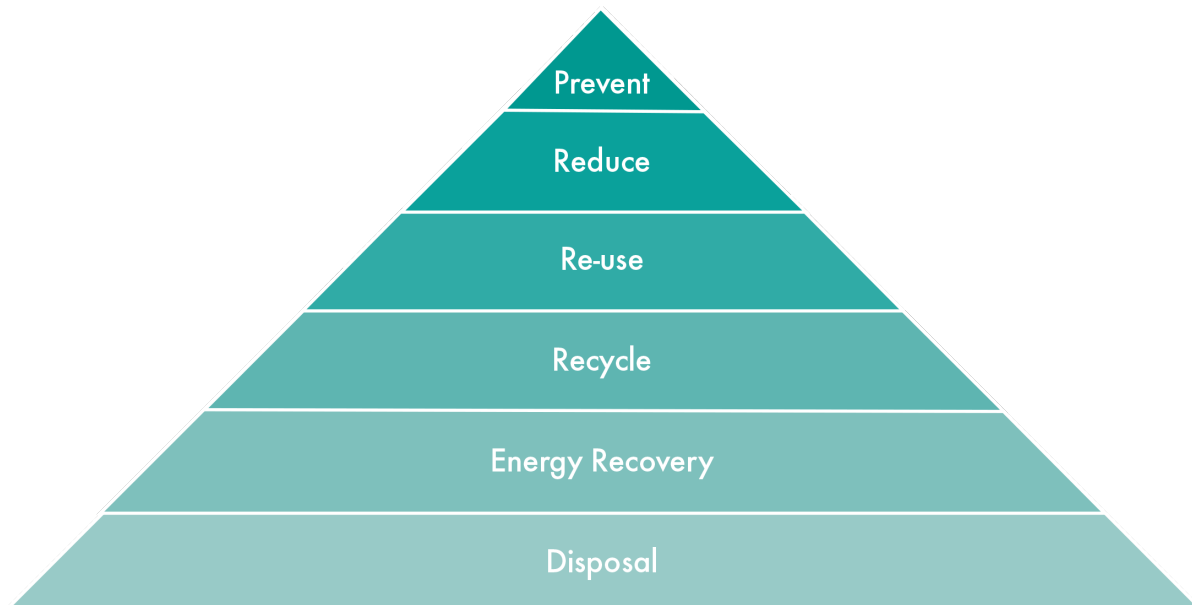 Prevent
Reduce
Re-use
Recycle
Energy Recovery
Disposal